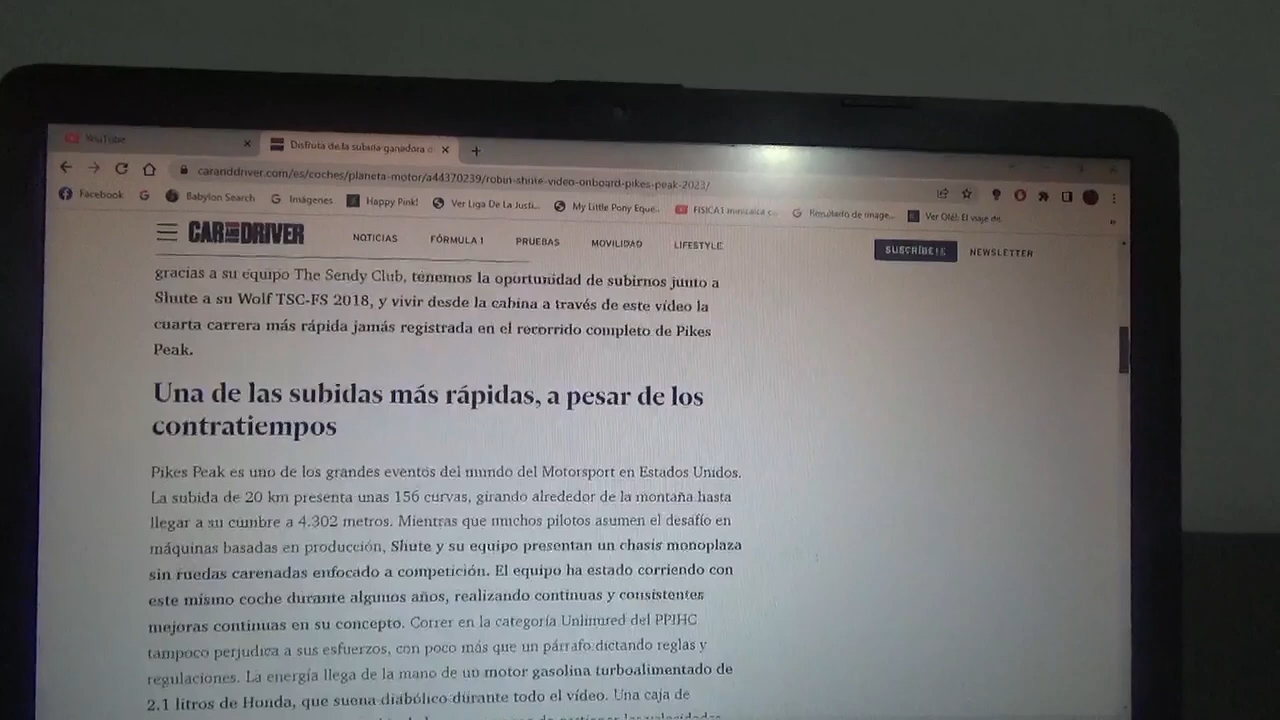 YouTube
Disfruta de la subida ganadora d
caranddriver.com/es/coches/planeta-motor/a44370239/robin-shute-video-onboard-pikes-peak-2023/
Facebook G Babylon Search Imágenes Happy Pink! Ver Liga De La Justi... My Little Pony Eque... FISICA1 Resultado de image... Ver Olé! El viaje de
CAR AND DRIVER NOTICIAS FÓRMULA 1 PRUEBAS MOVILIDAD LIFESTYLE SUSCRÍBETE NEWSLETTER
gracias a su equipo The Sendy Club, tenemos la oportunidad de subirnos junto a
Shute a su Wolf TSC-FS 2018, y vivir desde la cabina a través de este vídeo la
cuarta carrera más rápida jamás registrada en el recorrido completo de Pikes
Peak.
Una de las subidas más rápidas, a pesar de los
contratiempos
Pikes Peak es uno de los grandes eventos del mundo del Motorsport en Estados Unidos.
La subida de 20 km presenta unas 156 curvas, girando alrededor de la montaña hasta
llegar a su cumbre a 4.302 metros. Mientras que muchos pilotos asumen el desafío en
máquinas basadas en producción, Shute y su equipo presentan un chasis monoplaza
sin ruedas carenadas enfocado a competición. El equipo ha estado corriendo con
este mismo coche durante algunos años, realizando continuas y consistentes
mejoras continuas en su concepto. Correr en la categoría Unlimited del PPIHC
tampoco perjudica a sus esfuerzos, con poco más que un párrafo dictando reglas y
regulaciones. La energía llega de la mano de un motor gasolina turboalimentado de
2.1 litros de Honda, que suena diabólico durante todo el vídeo. Una caja de